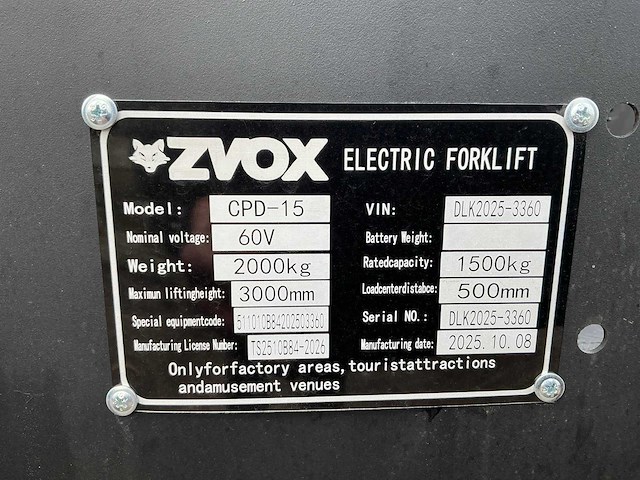 ZVOX ELECTRIC FORKLIFT
Model: CPD-15
Nominal voltage: 60V
Weight: 2000kg
Maximun liftingheight: 3000mm
Special equipmentcode: 511010B842025C3360
Manufacturing License Number: TS2510B84-2026
VIN: DLK2025-3360
Battery Weight:
Ratedcapacity: 1500kg
Loadcenterdistabce: 500mm
Serial NO.: DLK2025-3360
Manufacturing date: 2025.10.08
Onlyforfactory areas,touristattractions
andamusement venues